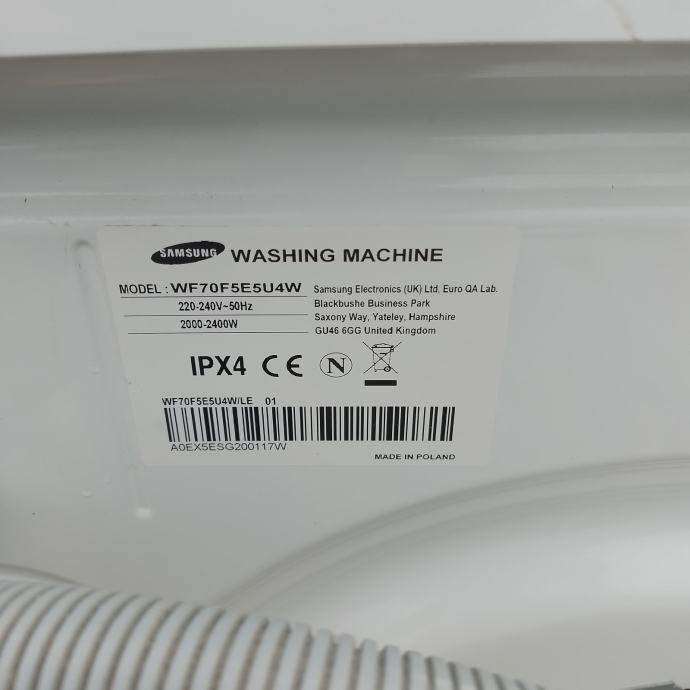 SAMSUNG WASHING MACHINE
MODEL : WF70F5E5U4W
220-240V~50Hz
2000-2400W
Samsung Electronics (UK) Ltd, Euro QA Lab.
Blackbushe Business Park
Saxony Way, Yateley, Hampshire
GU46 6GG United Kingdom
IPX4 CE N
WF70F5E5U4W/LE 01
A0EX5ESG200117W
MADE IN POLAND